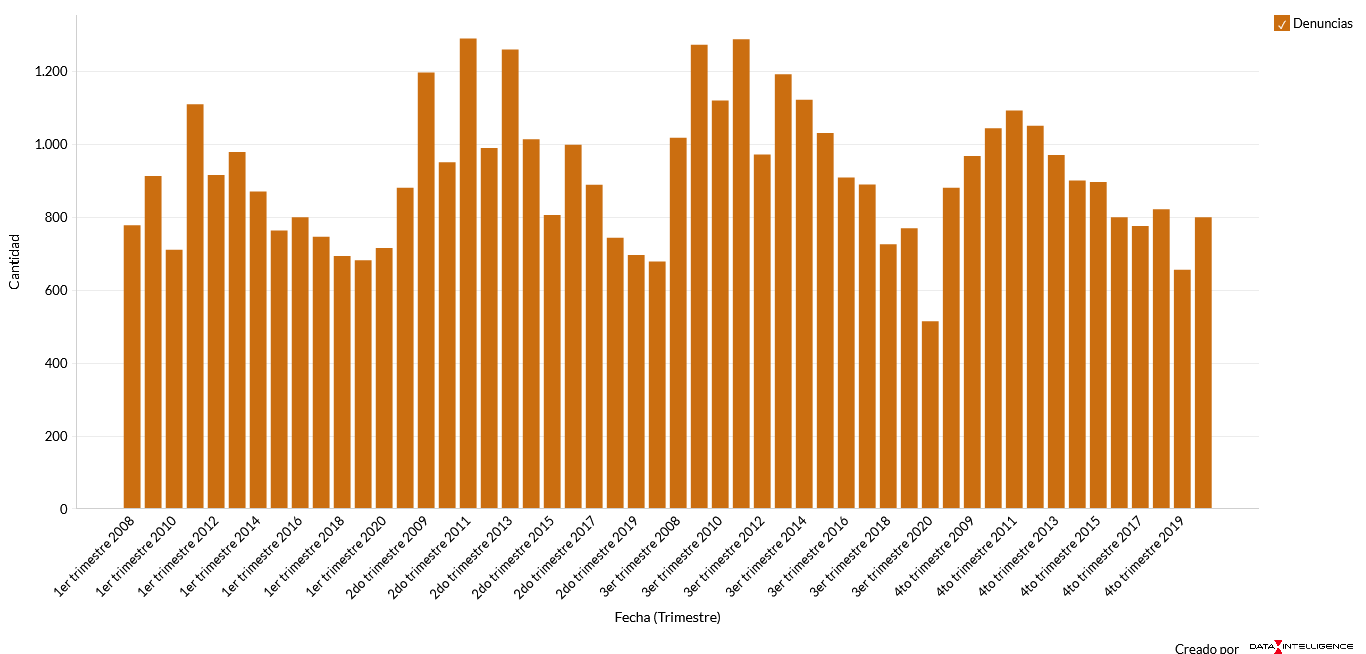 Denuncias
1.200
1.000
800
600
400
200
0
Cantidad
1er trimestre 2008
1er trimestre 2010
1er trimestre 2012
1er trimestre 2014
1er trimestre 2016
1er trimestre 2018
1er trimestre 2020
2do trimestre 2009
2do trimestre 2011
2do trimestre 2013
2do trimestre 2015
2do trimestre 2017
2do trimestre 2019
3er trimestre 2008
3er trimestre 2010
3er trimestre 2012
3er trimestre 2014
3er trimestre 2016
3er trimestre 2018
3er trimestre 2020
4to trimestre 2009
4to trimestre 2011
4to trimestre 2013
4to trimestre 2015
4to trimestre 2017
4to trimestre 2019
Fecha (Trimestre)
Creado por DATA INTELLIGENCE